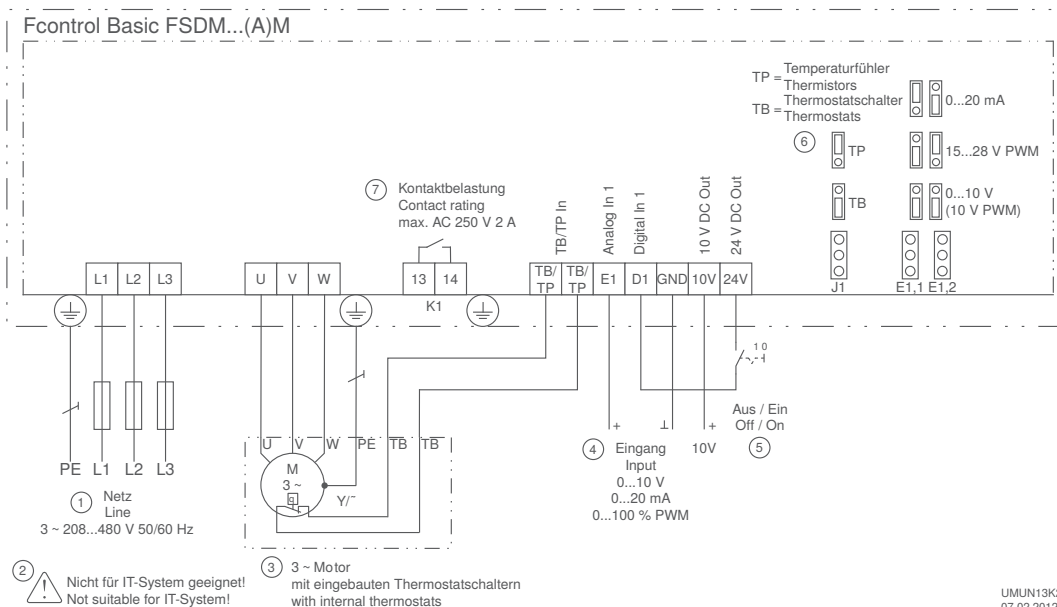 Fcontrol Basic FSDM...(A)M
TP = Temperaturfühler
Thermistors
TB = Thermostatschalter
Thermostats
0...20 mA
6
TP
15...28 V PWM
TB
0...10 V
(10 V PWM)
J1
E1,1 E1,2
7 Kontaktbelastung
Contact rating
max. AC 250 V 2 A
TB/TP In
Analog In 1
Digital In 1
10 V DC Out
24 V DC Out
L1 L2 L3
U V W
13 14
K1
TB/TP TB/TP E1 D1 GND 10V 24V
1 0
Aus / Ein
Off / On
5
+ ⊥ +
4 Eingang
Input
0...10 V
0...20 mA
0...100 % PWM
10V
PE L1 L2 L3
1 Netz
Line
3 ~ 208...480 V 50/60 Hz
U V W PE TB TB
M
3 ~
Y/
2 Nicht für IT-System geeignet!
Not suitable for IT-System!
3 3 ~ Motor
mit eingebauten Thermostatschaltern
with internal thermostats